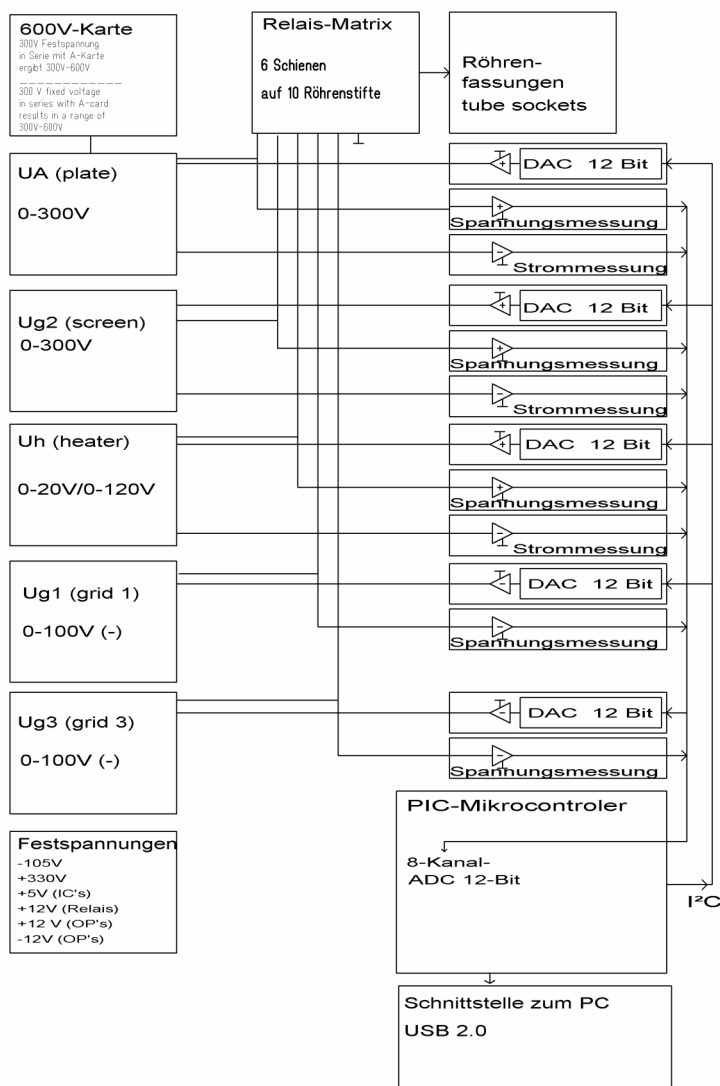 600V-Karte
300V Festspannung
in Serie mit A-Karte
ergibt 300V-600V
300 V fixed voltage
in series with A-card
results in a range of
300V-600V
Relais-Matrix
6 Schienen
auf 10 Röhrenstifte
Röhren-
fassungen
tube sockets
UA (plate)
0-300V
DAC 12 Bit
Spannungsmessung
Strommessung
Ug2 (screen)
0-300V
DAC 12 Bit
Spannungsmessung
Strommessung
Uh (heater)
0-20V/0-120V
DAC 12 Bit
Spannungsmessung
Strommessung
Ug1 (grid 1)
0-100V (-)
DAC 12 Bit
Spannungsmessung
Ug3 (grid 3)
0-100V (-)
DAC 12 Bit
Spannungsmessung
Festspannungen
-105V
+330V
+5V (IC's)
+12V (Relais)
+12 V (OP's)
-12V (OP's)
PIC-Mikrocontroler
8-Kanal-
ADC 12-Bit
I²C
Schnittstelle zum PC
USB 2.0